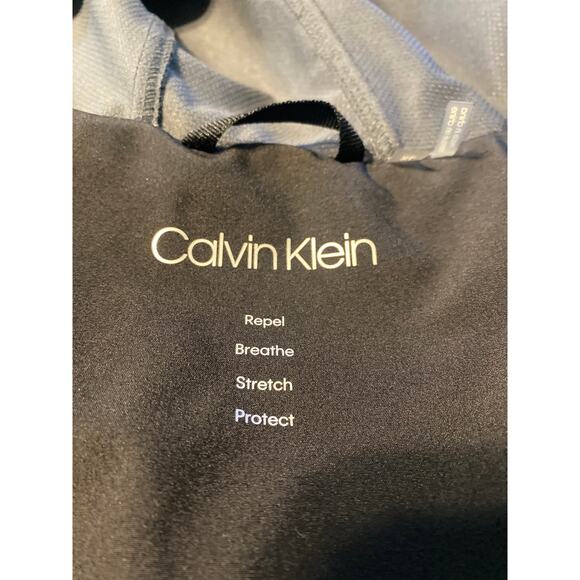 Calvin Klein
Repel
Breathe
Stretch
Protect